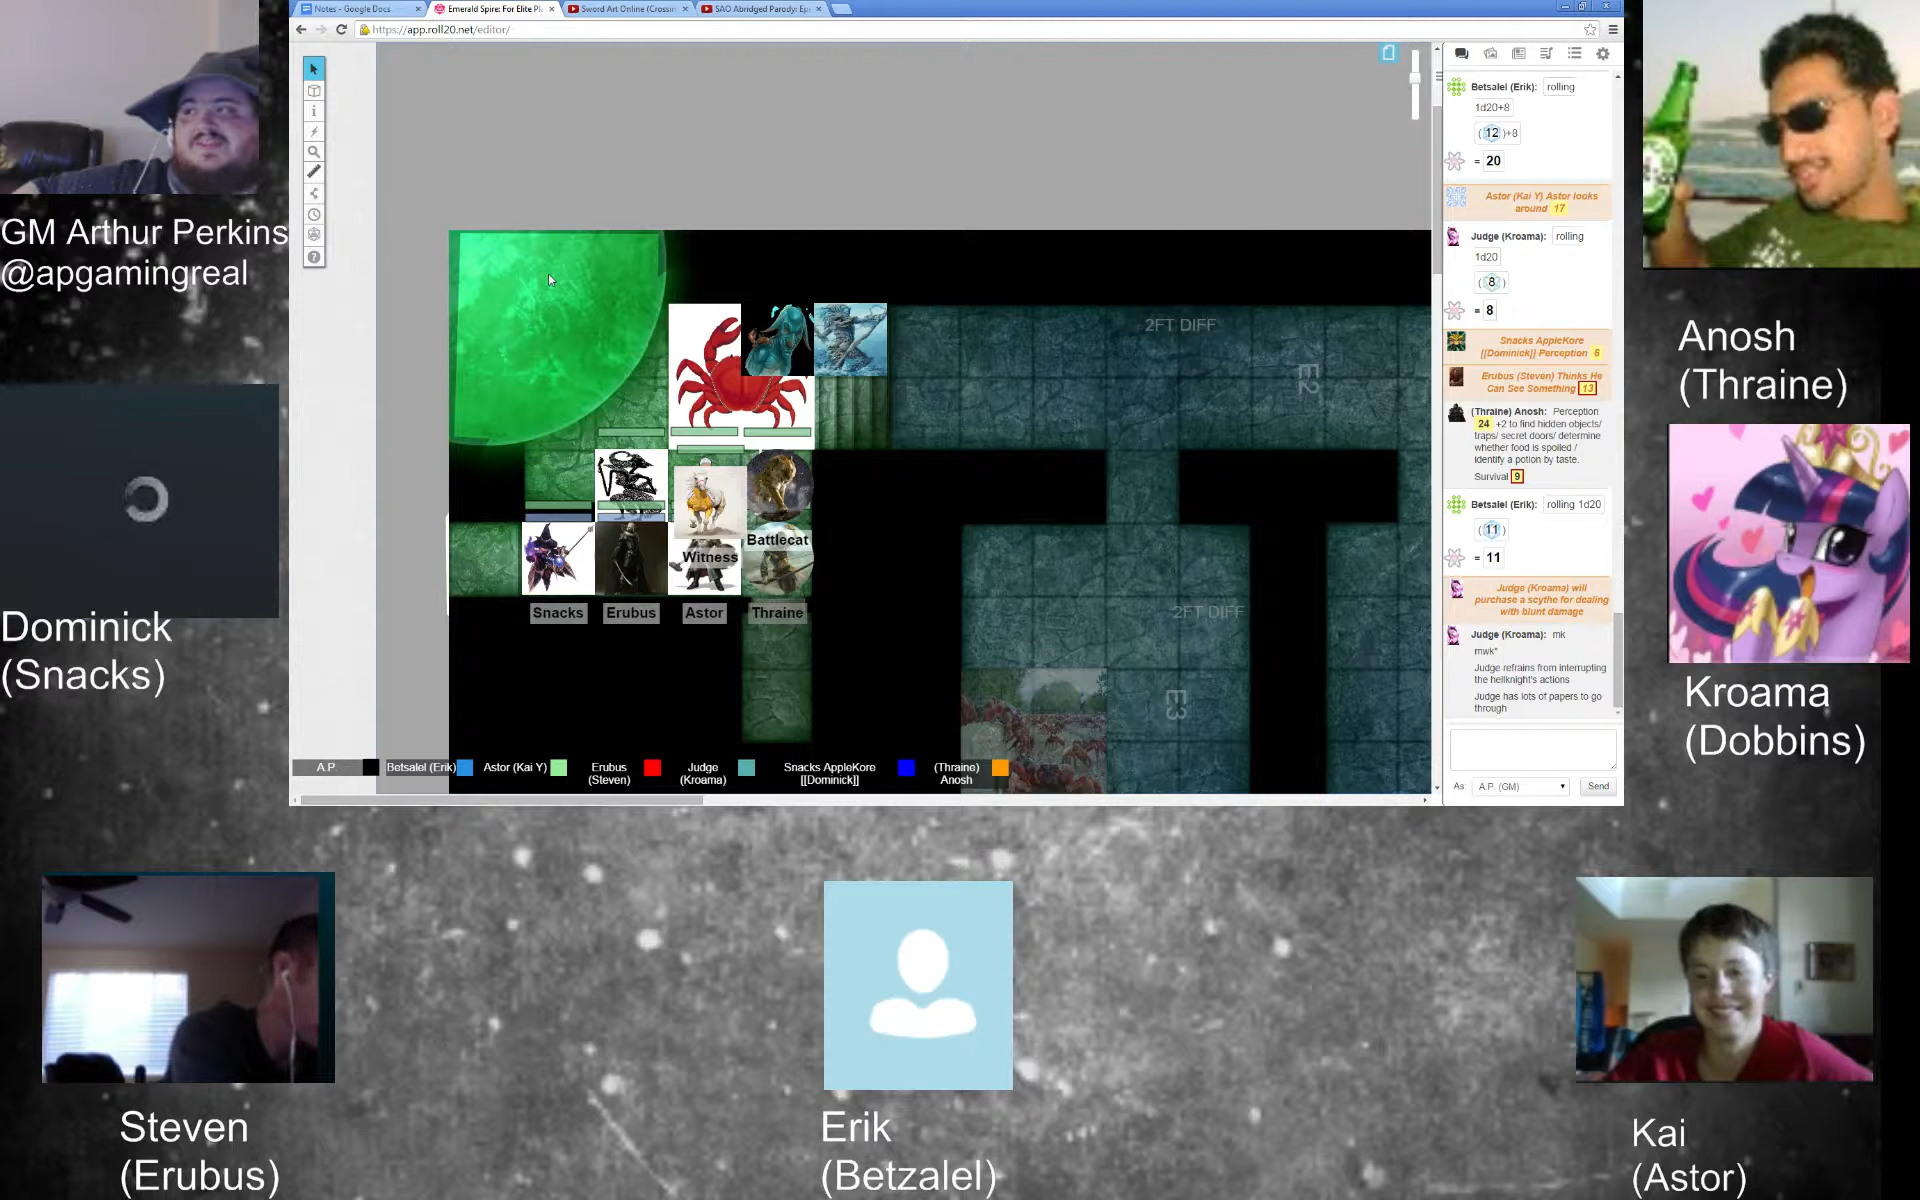 Notes - Google Docs
Emerald Spire: For Elite Pl
Sword Art Online (Crossin
SAO Abridged Parody: Ep
https://app.roll20.net/editor/
GM Arthur Perkins
@apgamingreal
Dominick
(Snacks)
Steven
(Erubus)
Erik
(Betzalel)
Kai
(Astor)
Anosh
(Thraine)
Kroama
(Dobbins)
2FT DIFF
E2
2FT DIFF
E3
Battlecat
Witness
Snacks
Erubus
Astor
Thraine
A.P.
Betsalel (Erik)
Astor (Kai Y)
Erubus
(Steven)
Judge
(Kroama)
Snacks AppleKore
[[Dominick]]
(Thraine)
Anosh
Betsalel (Erik): rolling
1d20+8
(12)+8
= 20
Astor (Kai Y) Astor looks
around 17
Judge (Kroama): rolling
1d20
(8)
= 8
Snacks AppleKore
[[Dominick]] Perception 6
Erubus (Steven) Thinks He
Can See Something 13
(Thraine) Anosh: Perception
24 +2 to find hidden objects/
traps/ secret doors/ determine
whether food is spoiled /
identify a potion by taste.
Survival 9
Betsalel (Erik): rolling 1d20
(11)
= 11
Judge (Kroama) will
purchase a scythe for dealing
with blunt damage
Judge (Kroama): mk
mwk*
Judge refrains from interrupting
the hellknight's actions
Judge has lots of papers to go
through
As: A.P. (GM) Send